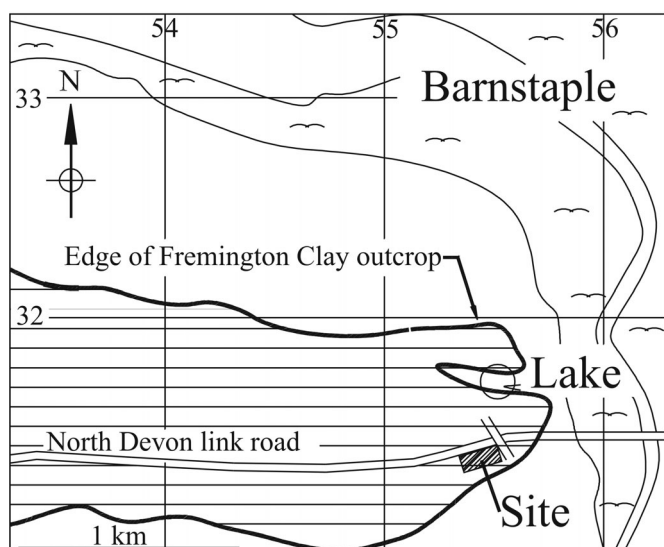 54 55 56
33
N
Barnstaple
Edge of Fremington Clay outcrop
32
Lake
North Devon link road
Site
1 km